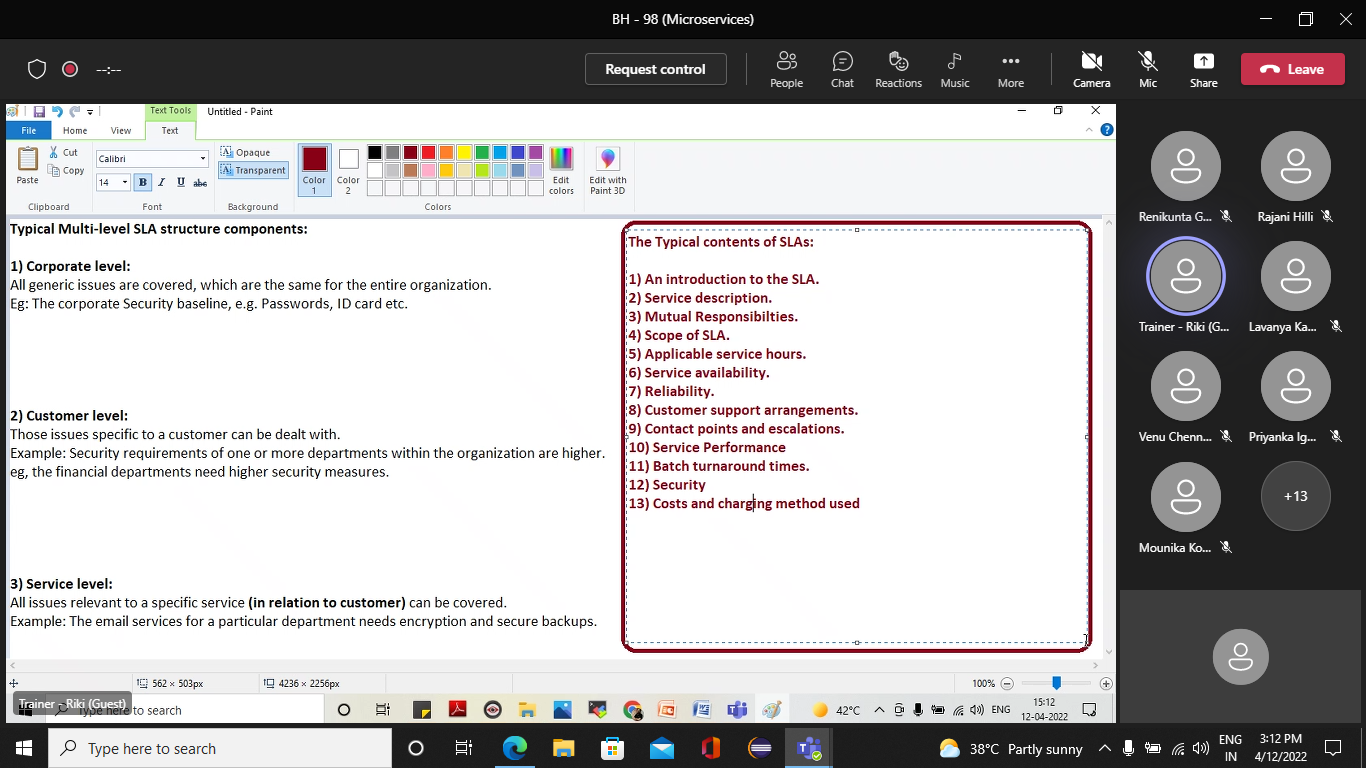 BH - 98 (Microservices)
--:--
Request control
People
Chat
Reactions
Music
More
Camera
Mic
Share
Leave
Text Tools
Untitled - Paint
File
Home
View
Text
Paste
Cut
Copy
Clipboard
Calibri
14
B I U abc
Font
Opaque
Transparent
Background
Color 1
Color 2
Colors
Edit colors
Edit with Paint 3D
Typical Multi-level SLA structure components:
1) Corporate level:
All generic issues are covered, which are the same for the entire organization.
Eg: The corporate Security baseline, e.g. Passwords, ID card etc.
2) Customer level:
Those issues specific to a customer can be dealt with.
Example: Security requirements of one or more departments within the organization are higher.
eg, the financial departments need higher security measures.
3) Service level:
All issues relevant to a specific service (in relation to customer) can be covered.
Example: The email services for a particular department needs encryption and secure backups.
The Typical contents of SLAs:
1) An introduction to the SLA.
2) Service description.
3) Mutual Responsibilties.
4) Scope of SLA.
5) Applicable service hours.
6) Service availability.
7) Reliability.
8) Customer support arrangements.
9) Contact points and escalations.
10) Service Performance
11) Batch turnaround times.
12) Security
13) Costs and charging method used
562 × 503px
4236 × 2256px
100%
Trainer - Riki (Guest)
Type here to search
42°C
ENG
15:12
12-04-2022
Renikunta G...
Rajani Hilli
Trainer - Riki (G...
Lavanya Ka...
Venu Chenn...
Priyanka Ig...
Mounika Ko...
+13
Type here to search
38°C Partly sunny
ENG
IN
3:12 PM
4/12/2022